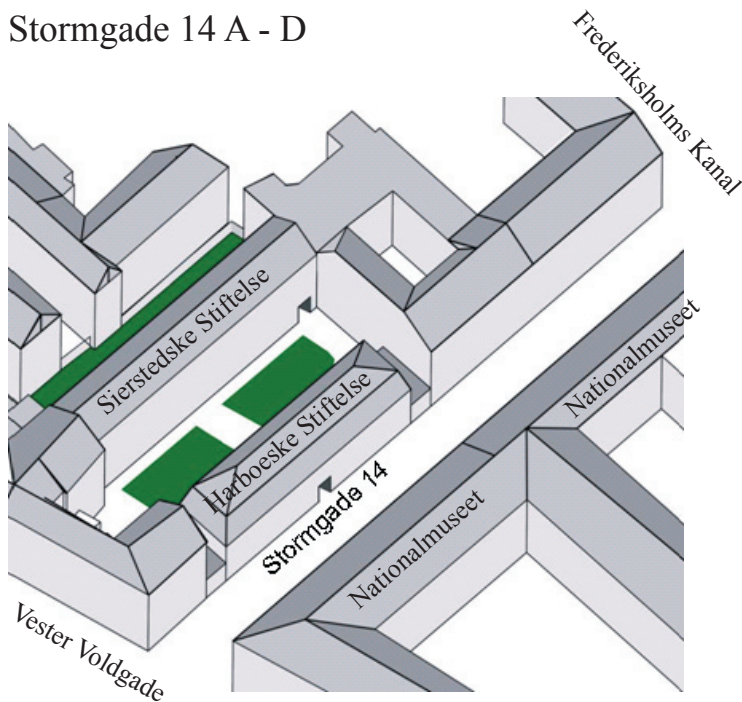 Stormgade 14 A - D
Frederiksholms Kanal
Sierstedske Stiftelse
Nationalmuseet
Harboeske Stiftelse
Stormgade 14
Nationalmuseet
Vester Voldgade